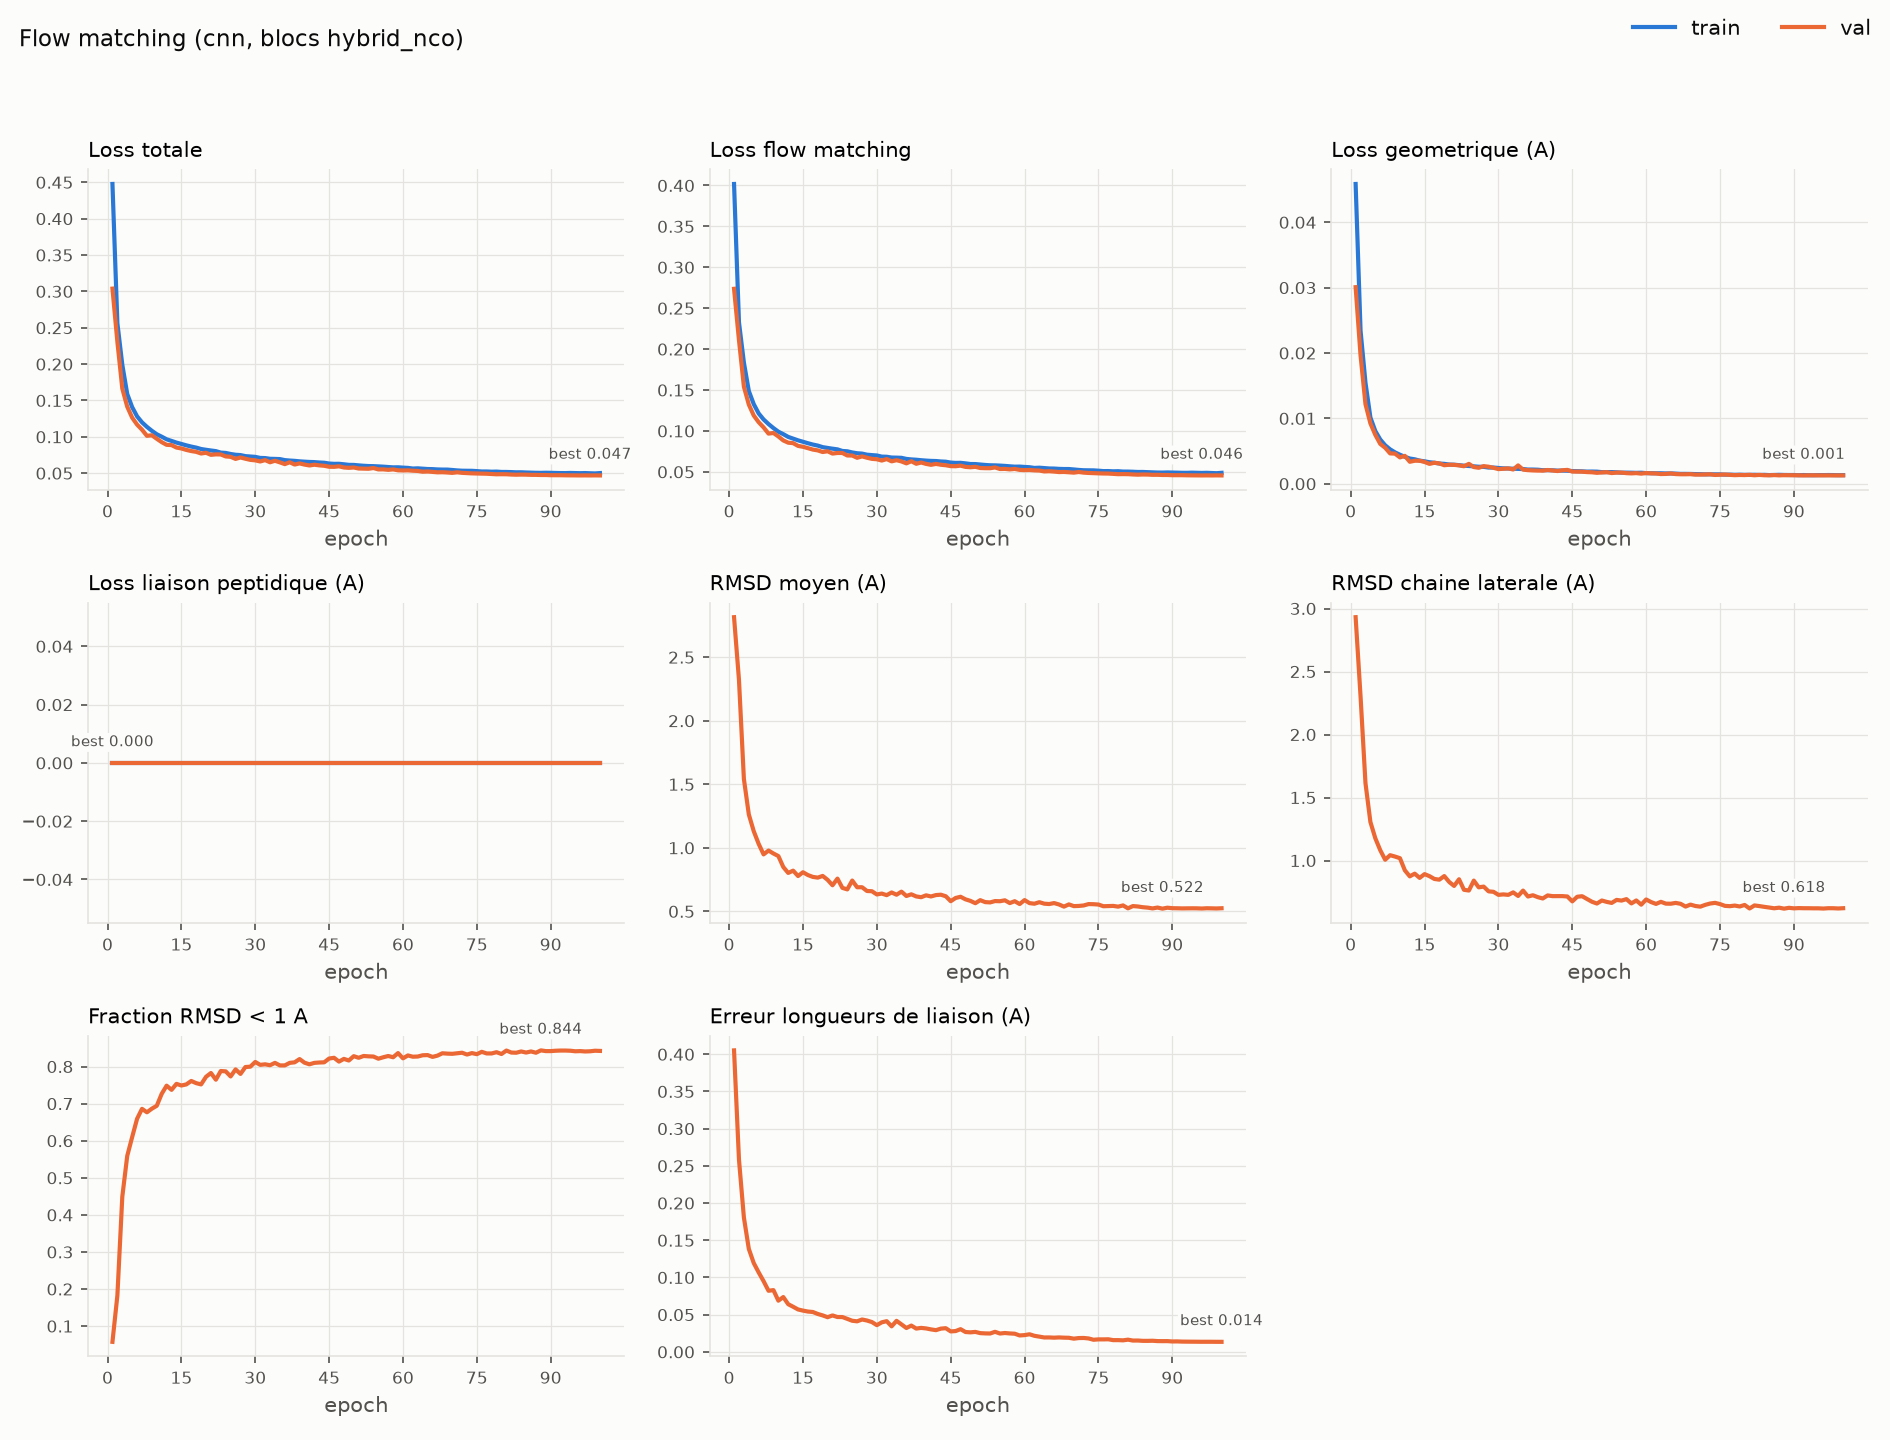 Flow matching (cnn, blocs hybrid_nco)
train
val
Loss totale
0.45
0.40
0.35
0.30
0.25
0.20
0.15
0.10
0.05
best 0.047
0 15 30 45 60 75 90
epoch
Loss flow matching
0.40
0.35
0.30
0.25
0.20
0.15
0.10
0.05
best 0.046
0 15 30 45 60 75 90
epoch
Loss geometrique (A)
0.04
0.03
0.02
0.01
0.00
best 0.001
0 15 30 45 60 75 90
epoch
Loss liaison peptidique (A)
0.04
0.02
best 0.000
0.00
−0.02
−0.04
0 15 30 45 60 75 90
epoch
RMSD moyen (A)
2.5
2.0
1.5
1.0
0.5
best 0.522
0 15 30 45 60 75 90
epoch
RMSD chaine laterale (A)
3.0
2.5
2.0
1.5
1.0
best 0.618
0 15 30 45 60 75 90
epoch
Fraction RMSD < 1 A
best 0.844
0.8
0.7
0.6
0.5
0.4
0.3
0.2
0.1
0 15 30 45 60 75 90
epoch
Erreur longueurs de liaison (A)
0.40
0.35
0.30
0.25
0.20
0.15
0.10
0.05
0.00
best 0.014
0 15 30 45 60 75 90
epoch